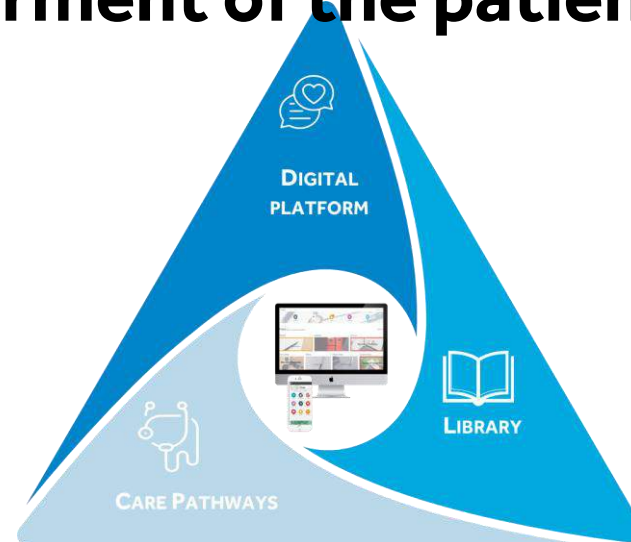 rment of the patien
DIGITAL
PLATFORM
LIBRARY
CARE PATHWAYS